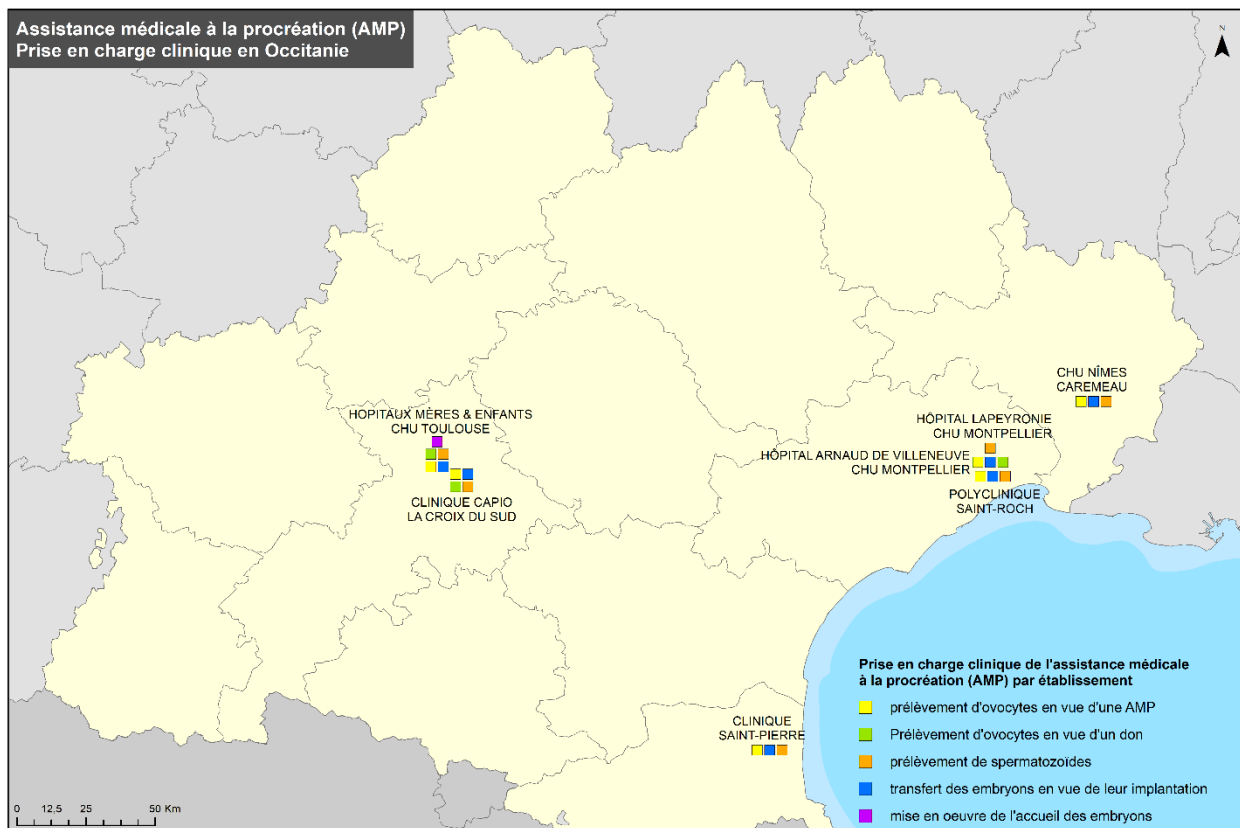 Assistance médicale à la procréation (AMP)
Prise en charge clinique en Occitanie
N
CHU NÎMES
CAREMEAU
HOPITAUX MÈRES & ENFANTS
CHU TOULOUSE
HÔPITAL LAPEYRONIE
CHU MONTPELLIER
HÔPITAL ARNAUD DE VILLENEUVE
CHU MONTPELLIER
CLINIQUE CAPIO
LA CROIX DU SUD
POLYCLINIQUE
SAINT-ROCH
CLINIQUE
SAINT-PIERRE
Prise en charge clinique de l'assistance médicale
à la procréation (AMP) par établissement
prélèvement d'ovocytes en vue d'une AMP
Prélèvement d'ovocytes en vue d'un don
prélèvement de spermatozoïdes
transfert des embryons en vue de leur implantation
mise en oeuvre de l'accueil des embryons
0 12,5 25 50 Km